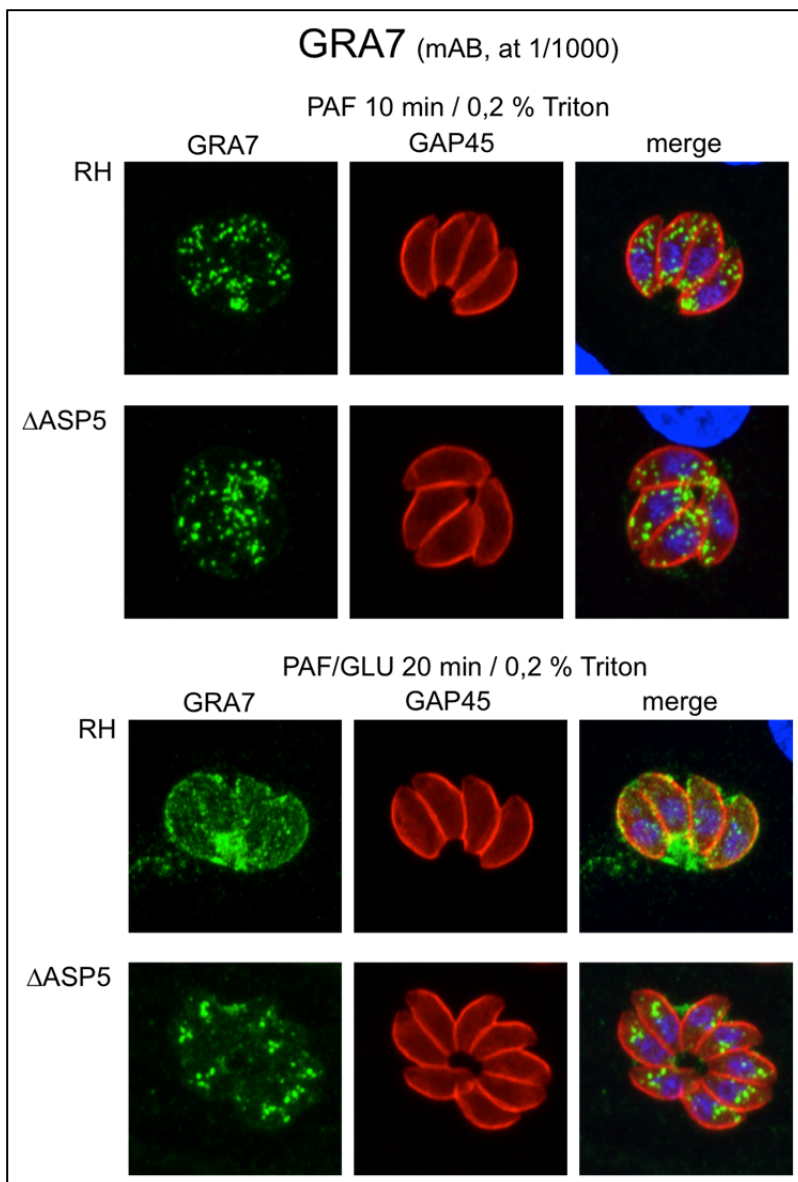 GRA7 (mAB, at 1/1000)
PAF 10 min / 0,2 % Triton
GRA7 GAP45 merge
RH
ΔASP5
PAF/GLU 20 min / 0,2 % Triton
GRA7 GAP45 merge
RH
ΔASP5